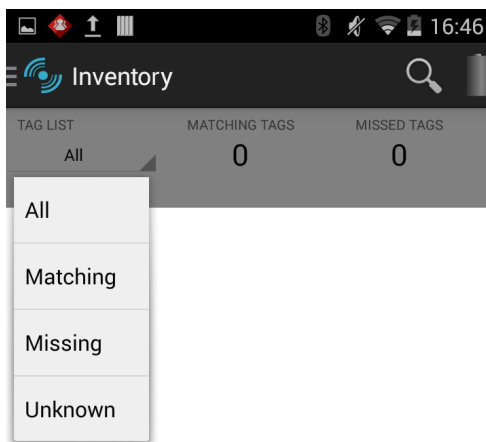 16:46
Inventory
TAG LIST MATCHING TAGS MISSED TAGS
All 0 0
All
Matching
Missing
Unknown